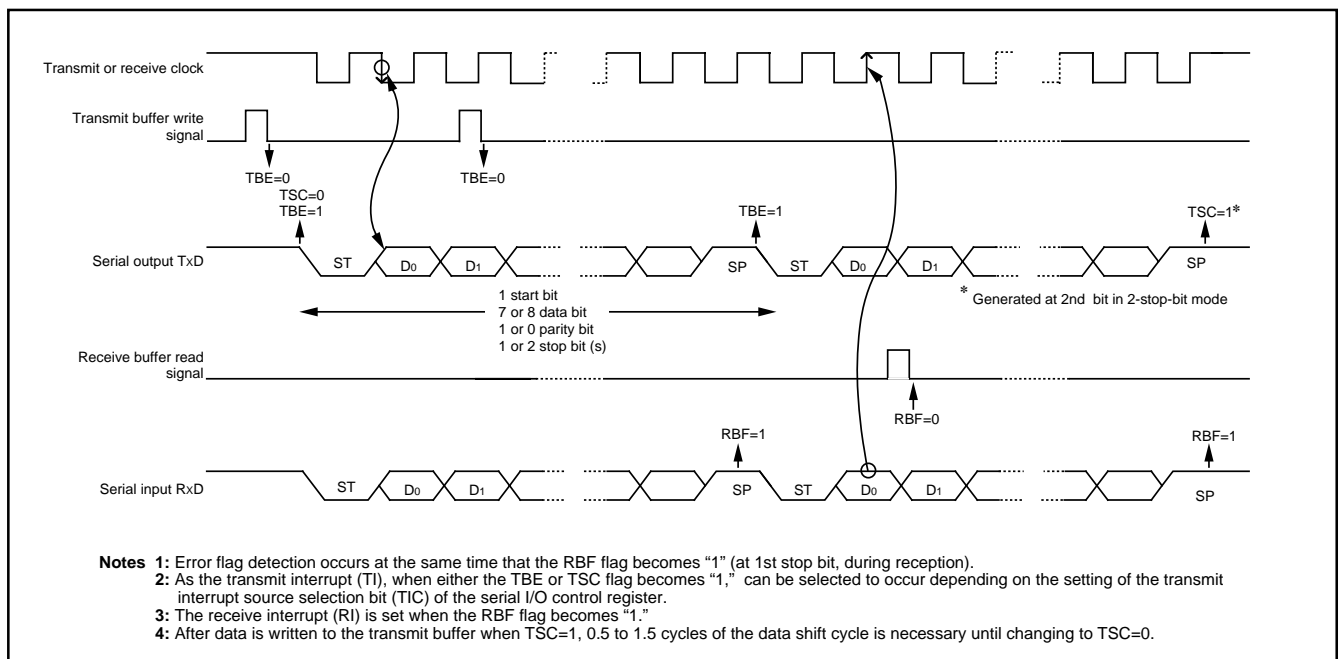 Transmit or receive clock
Transmit buffer write
signal
TBE=0
TSC=0
TBE=1
TBE=0
TBE=1
TSC=1*
Serial output TxD
ST
D0
D1
SP
ST
D0
D1
SP
* Generated at 2nd bit in 2-stop-bit mode
1 start bit
7 or 8 data bit
1 or 0 parity bit
1 or 2 stop bit (s)
Receive buffer read
signal
RBF=0
RBF=1
RBF=1
Serial input RxD
ST
D0
D1
SP
ST
D0
D1
SP
Notes 1: Error flag detection occurs at the same time that the RBF flag becomes “1” (at 1st stop bit, during reception).
2: As the transmit interrupt (TI), when either the TBE or TSC flag becomes “1,” can be selected to occur depending on the setting of the transmit
interrupt source selection bit (TIC) of the serial I/O control register.
3: The receive interrupt (RI) is set when the RBF flag becomes “1.”
4: After data is written to the transmit buffer when TSC=1, 0.5 to 1.5 cycles of the data shift cycle is necessary until changing to TSC=0.